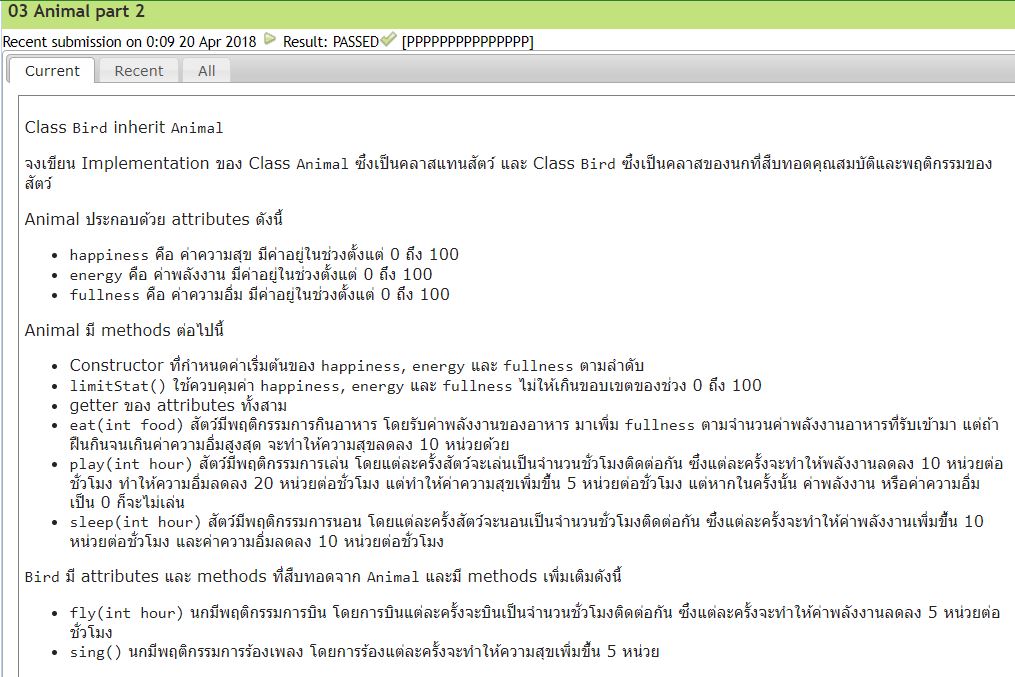 03 Animal part 2
Recent submission on 0:09 20 Apr 2018 Result: PASSED [PPPPPPPPPPPPPPP]
Current Recent All
Class Bird inherit Animal
จงเขียน Implementation ของ Class Animal ซึ่งเป็นคลาสแทนสัตว์ และ Class Bird ซึ่งเป็นคลาสของนกที่สืบทอดคุณสมบัติและพฤติกรรมของ
สัตว์
Animal ประกอบด้วย attributes ดังนี้
• happiness คือ ค่าความสุข มีค่าอยู่ในช่วงตั้งแต่ 0 ถึง 100
• energy คือ ค่าพลังงาน มีค่าอยู่ในช่วงตั้งแต่ 0 ถึง 100
• fullness คือ ค่าความอิ่ม มีค่าอยู่ในช่วงตั้งแต่ 0 ถึง 100
Animal มี methods ต่อไปนี้
• Constructor ที่กำหนดค่าเริ่มต้นของ happiness, energy และ fullness ตามลำดับ
• limitStat() ใช้ควบคุมค่า happiness, energy และ fullness ไม่ให้เกินขอบเขตของช่วง 0 ถึง 100
• getter ของ attributes ทั้งสาม
• eat(int food) สัตว์มีพฤติกรรมการกินอาหาร โดยรับค่าพลังงานของอาหาร มาเพิ่ม fullness ตามจำนวนค่าพลังงานอาหารที่รับเข้ามา แต่ถ้า
ฝืนกินจนเกินค่าความอิ่มสูงสุด จะทำให้ความสุขลดลง 10 หน่วยด้วย
• play(int hour) สัตว์มีพฤติกรรมการเล่น โดยแต่ละครั้งสัตว์จะเล่นเป็นจำนวนชั่วโมงติดต่อกัน ซึ่งแต่ละครั้งจะทำให้พลังงานลดลง 10 หน่วยต่อ
ชั่วโมง ทำให้ความอิ่มลดลง 20 หน่วยต่อชั่วโมง แต่ทำให้ค่าความสุขเพิ่มขึ้น 5 หน่วยต่อชั่วโมง แต่หากในครั้งนั้น ค่าพลังงาน หรือค่าความอิ่ม
เป็น 0 ก็จะไม่เล่น
• sleep(int hour) สัตว์มีพฤติกรรมการนอน โดยแต่ละครั้งสัตว์จะนอนเป็นจำนวนชั่วโมงติดต่อกัน ซึ่งแต่ละครั้งจะทำให้ค่าพลังงานเพิ่มขึ้น 10
หน่วยต่อชั่วโมง และค่าความอิ่มลดลง 10 หน่วยต่อชั่วโมง
Bird มี attributes และ methods ที่สืบทอดจาก Animal และมี methods เพิ่มเติมดังนี้
• fly(int hour) นกมีพฤติกรรมการบิน โดยการบินแต่ละครั้งจะบินเป็นจำนวนชั่วโมงติดต่อกัน ซึ่งแต่ละครั้งจะทำให้ค่าพลังงานลดลง 5 หน่วยต่อ
ชั่วโมง
• sing() นกมีพฤติกรรมการร้องเพลง โดยการร้องแต่ละครั้งจะทำให้ความสุขเพิ่มขึ้น 5 หน่วย